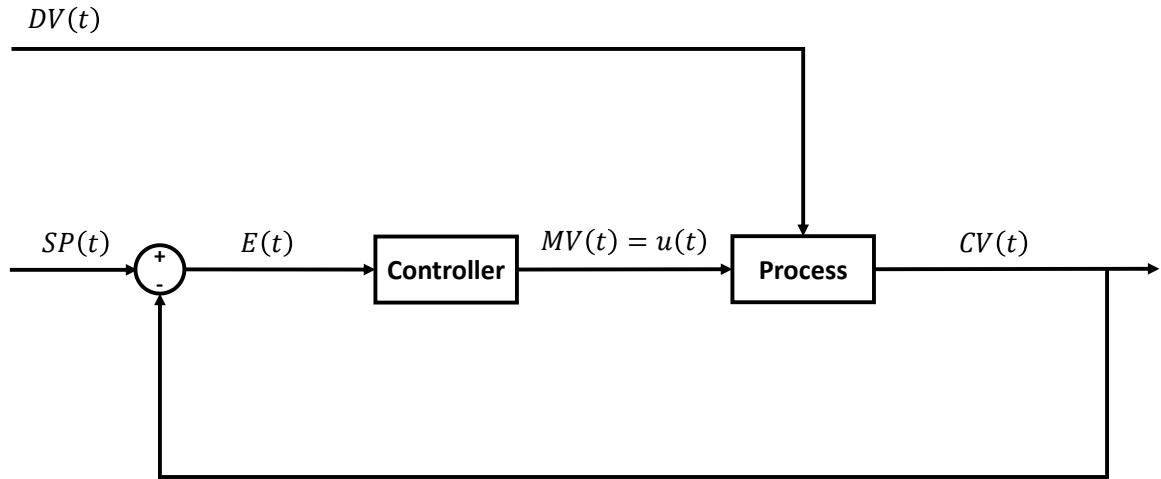 DV(t)
SP(t)
+
-
E(t)
Controller
MV(t) = u(t)
Process
CV(t)